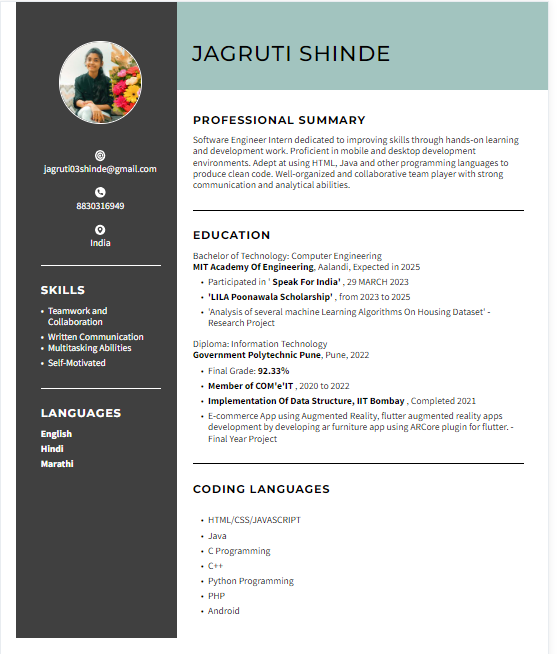 JAGRUTI SHINDE
jagruti03shinde@gmail.com
8830316949
India
SKILLS
• Teamwork and
Collaboration
• Written Communication
• Multitasking Abilities
• Self-Motivated
LANGUAGES
English
Hindi
Marathi
PROFESSIONAL SUMMARY
Software Engineer Intern dedicated to improving skills through hands-on learning
and development work. Proficient in mobile and desktop development
environments. Adept at using HTML, Java and other programming languages to
produce clean code. Well-organized and collaborative team player with strong
communication and analytical abilities.
EDUCATION
Bachelor of Technology: Computer Engineering
MIT Academy Of Engineering, Aalandi, Expected in 2025
• Participated in ' Speak For India' , 29 MARCH 2023
• 'LILA Poonawala Scholarship' , from 2023 to 2025
• 'Analysis of several machine Learning Algorithms On Housing Dataset' -
Research Project
Diploma: Information Technology
Government Polytechnic Pune, Pune, 2022
• Final Grade: 92.33%
• Member of COM'e'IT , 2020 to 2022
• Implementation Of Data Structure, IIT Bombay , Completed 2021
• E-commerce App using Augmented Reality, flutter augmented reality apps
development by developing ar furniture app using ARCore plugin for flutter. -
Final Year Project
CODING LANGUAGES
• HTML/CSS/JAVASCRIPT
• Java
• C Programming
• C++
• Python Programming
• PHP
• Android